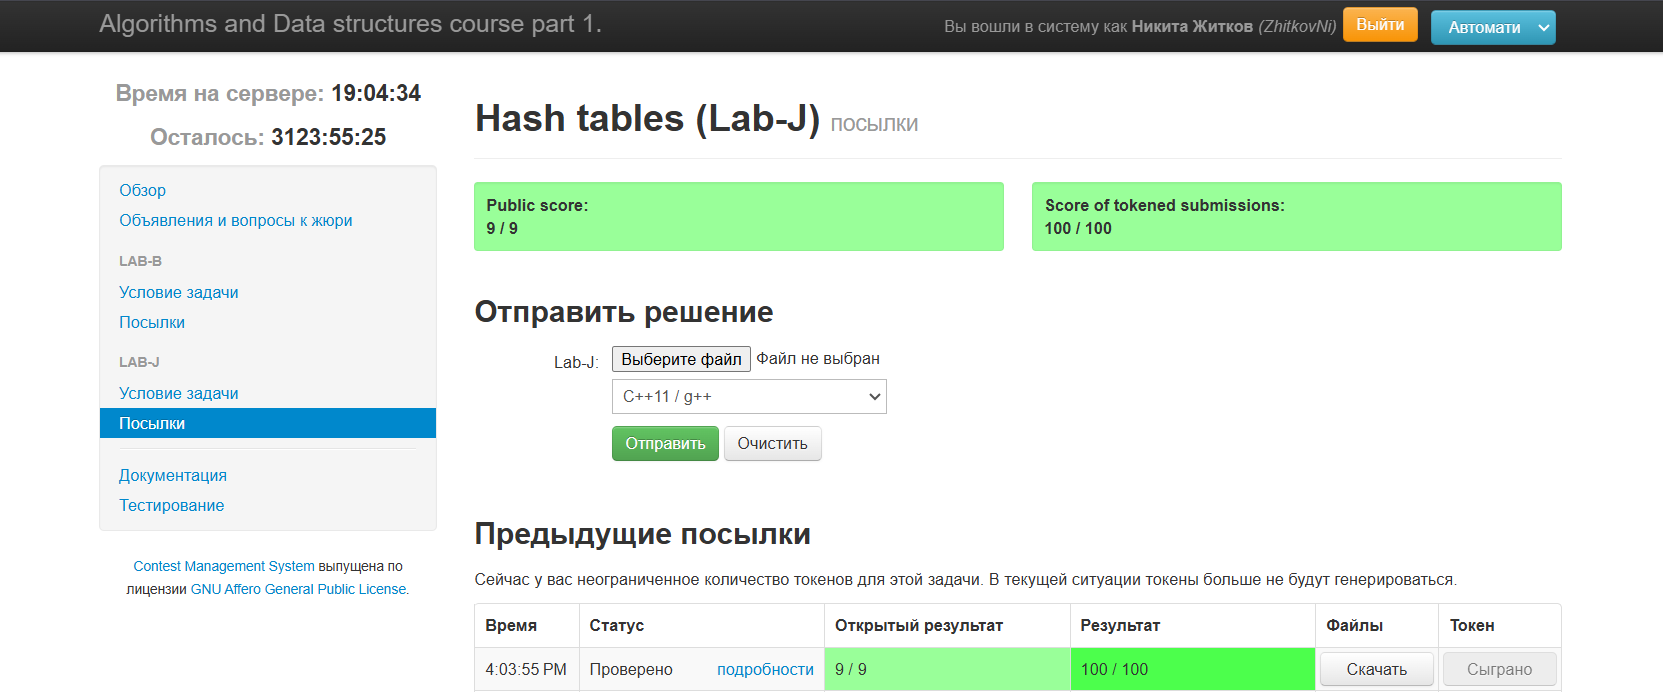 Algorithms and Data structures course part 1.
Вы вошли в систему как Никита Житков (ZhitkovNi) Выйти Автомати
Время на сервере: 19:04:34
Осталось: 3123:55:25
Обзор
Объявления и вопросы к жюри
LAB-B
Условие задачи
Посылки
LAB-J
Условие задачи
Посылки
Документация
Тестирование
Contest Management System выпущена по
лицензии GNU Affero General Public License.
Hash tables (Lab-J) посылки
Public score:
9 / 9
Score of tokened submissions:
100 / 100
Отправить решение
Lab-J: Выберите файл Файл не выбран
C++11 / g++
Отправить Очистить
Предыдущие посылки
Сейчас у вас неограниченное количество токенов для этой задачи. В текущей ситуации токены больше не будут генерироваться.
Время Статус Открытый результат Результат Файлы Токен
4:03:55 PM Проверено подробности 9 / 9 100 / 100 Скачать Сыграно